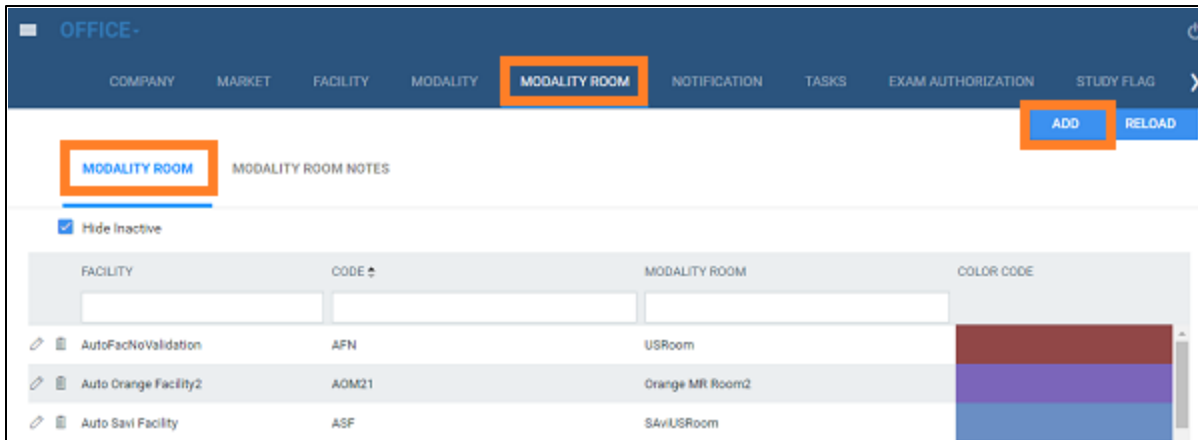 OFFICE-
COMPANY MARKET FACILITY MODALITY MODALITY ROOM NOTIFICATION TASKS EXAM AUTHORIZATION STUDY FLAG
ADD RELOAD
MODALITY ROOM MODALITY ROOM NOTES
Hide Inactive
FACILITY CODE MODALITY ROOM COLOR CODE
AutoFacNoValidation AFN USRoom
Auto Orange Facility2 AOM21 Orange MR Room2
Auto Savi Facility ASF SAviUSRoom